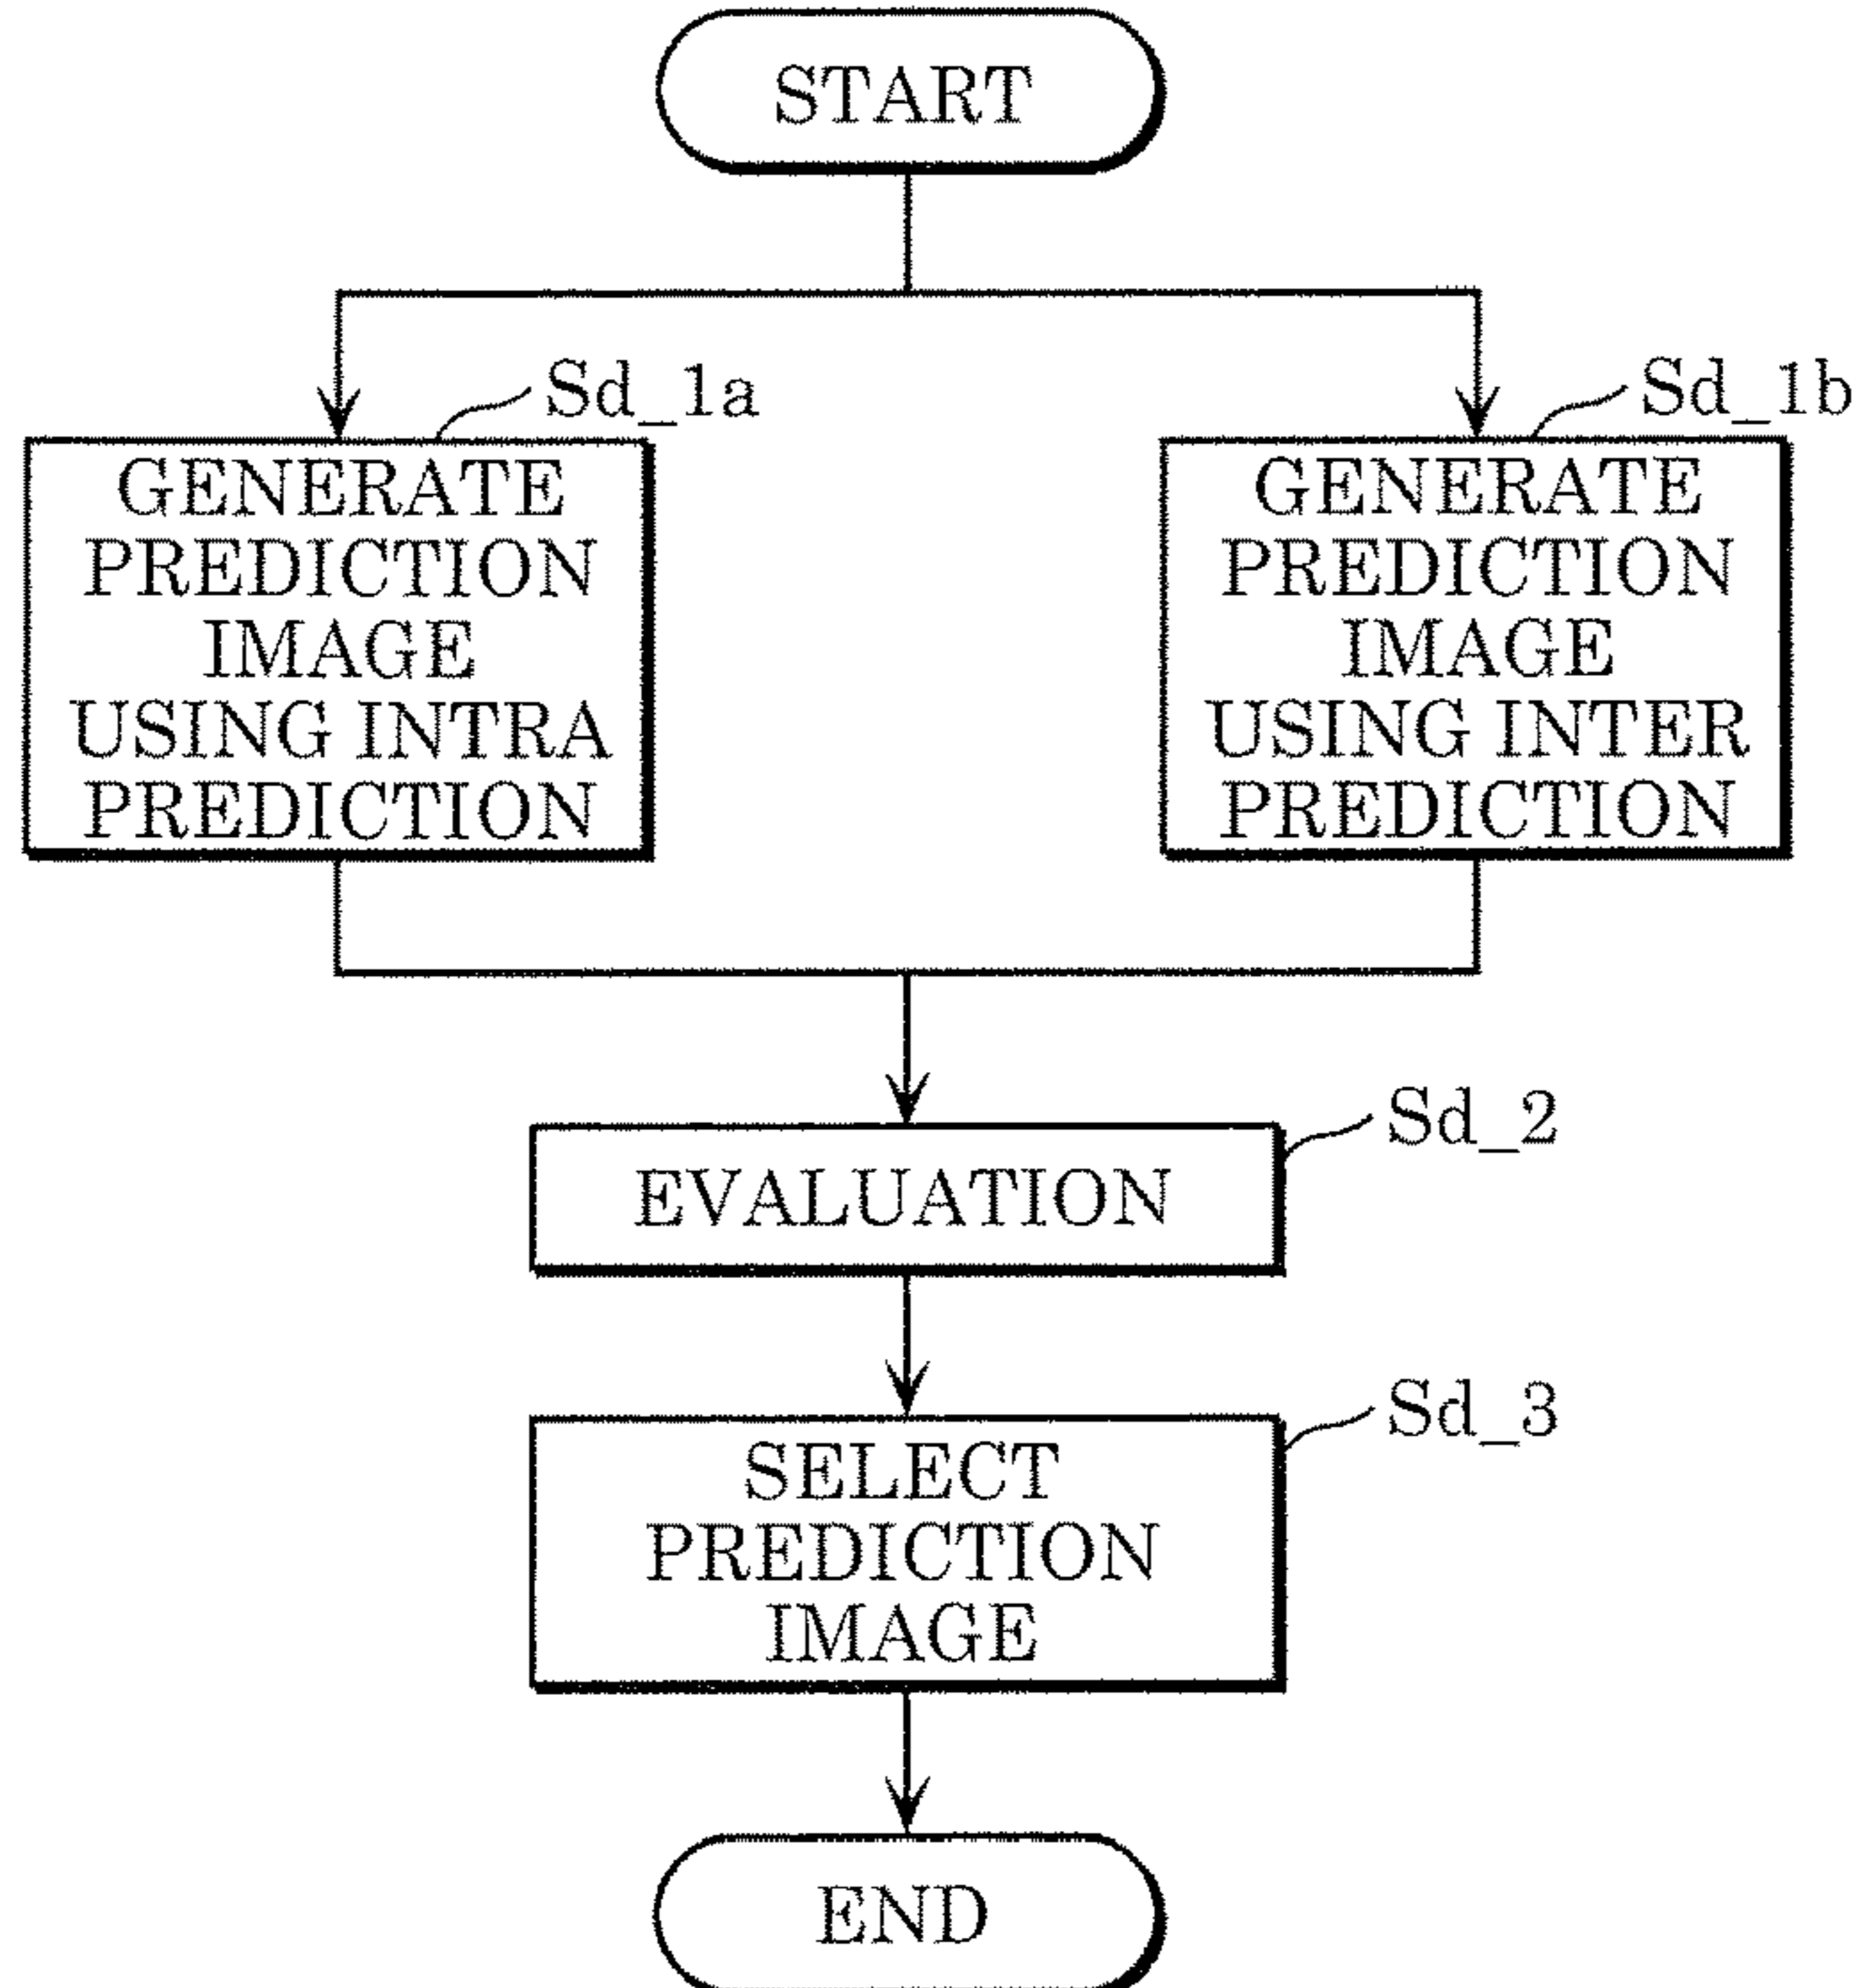 START
Sd_1a
Sd_1b
GENERATE
PREDICTION
IMAGE
USING INTRA
PREDICTION
GENERATE
PREDICTION
IMAGE
USING INTER
PREDICTION
Sd_2
EVALUATION
Sd_3
SELECT
PREDICTION
IMAGE
END